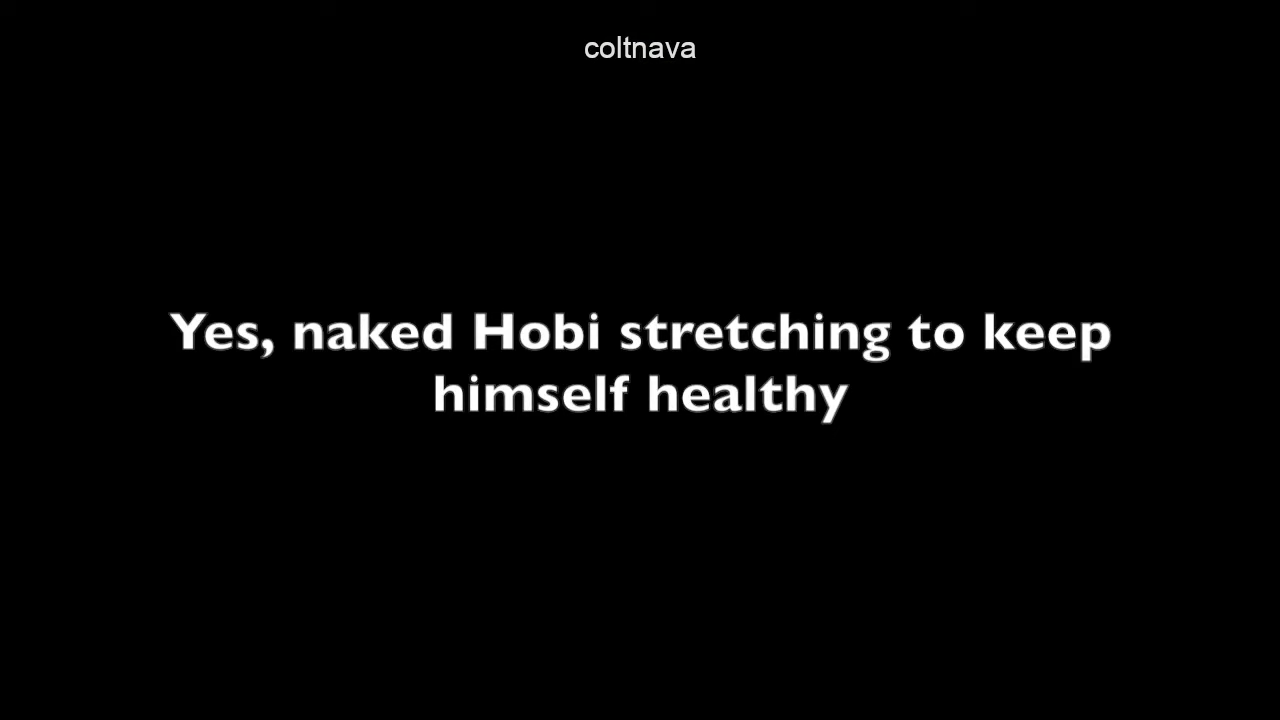 coltnava
Yes, naked Hobi stretching to keep
himself healthy